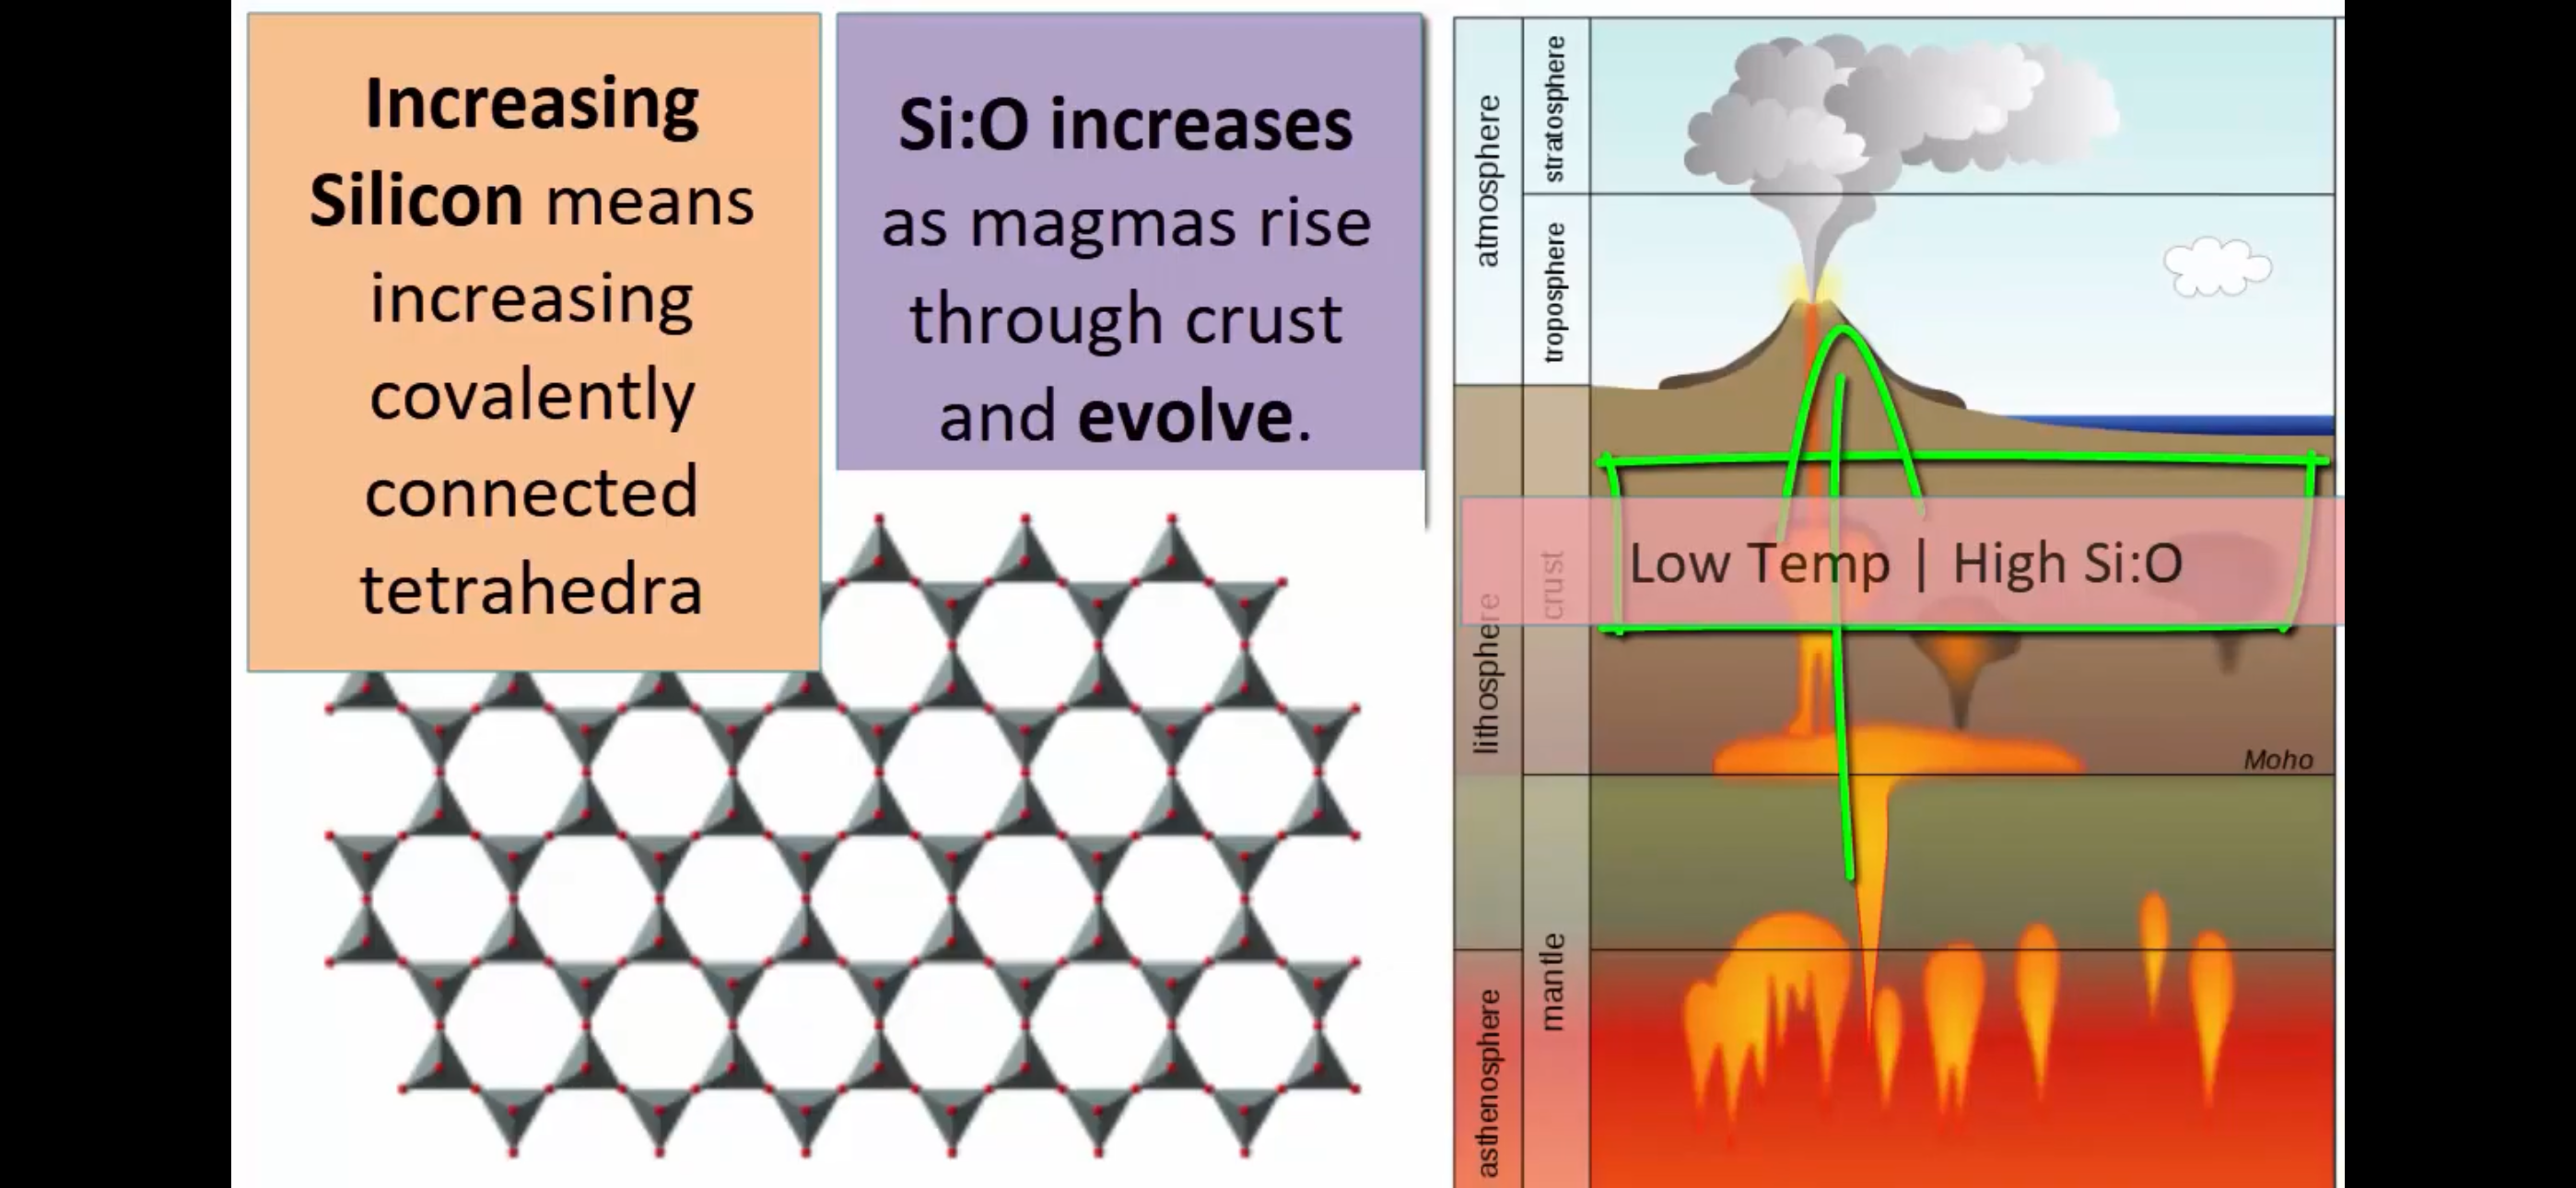 Increasing
Silicon means
increasing
covalently
connected
tetrahedra
Si:O increases
as magmas rise
through crust
and evolve.
atmosphere
stratosphere
troposphere
lithosphere
crust
Low Temp | High Si:O
Moho
mantle
asthenosphere